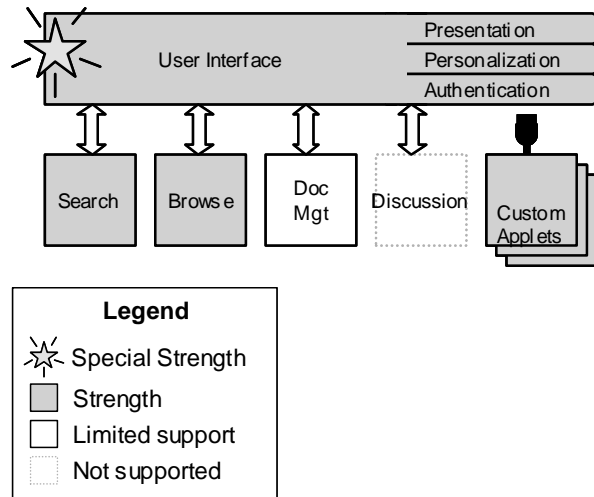 Presentation
User Interface
Personalization
Authentication
Search
Browse
Doc
Mgt
Discussion
Custom
Applets
Legend
Special Strength
Strength
Limited support
Not supported